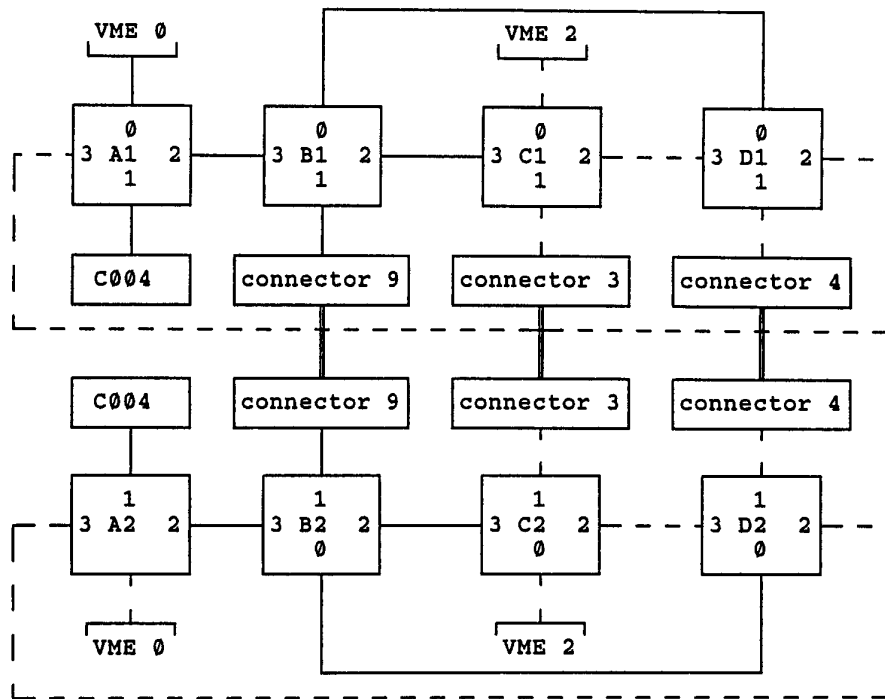 VME Ø VME 2
Ø Ø Ø Ø
3 A1 2 3 B1 2 3 C1 2 3 D1 2
1 1 1 1
CØØ4 connector 9 connector 3 connector 4
CØØ4 connector 9 connector 3 connector 4
1 1 1 1
3 A2 2 3 B2 2 3 C2 2 3 D2 2
Ø Ø Ø
VME Ø VME 2